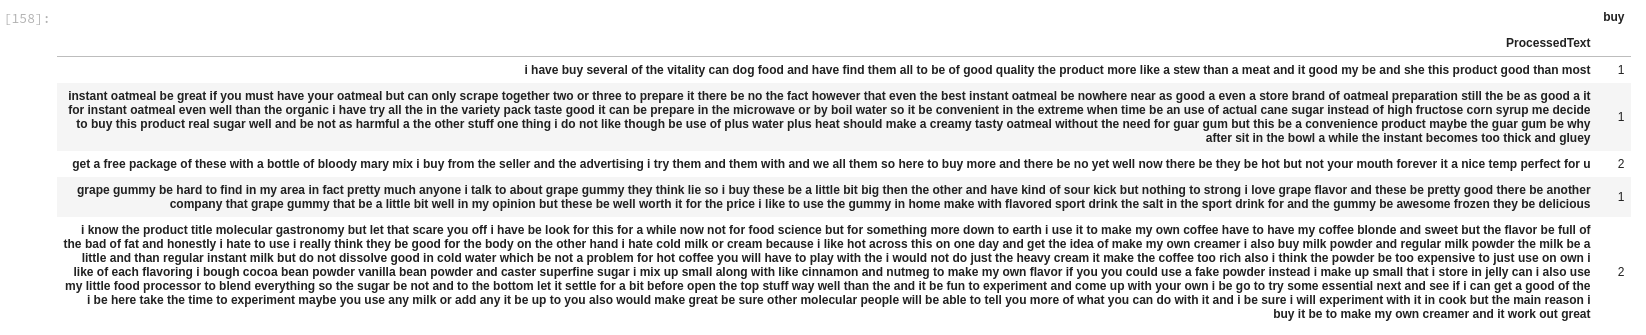 [158]:
buy
ProcessedText
i have buy several of the vitality can dog food and have find them all to be of good quality the product more like a stew than a meat and it good my be and she this product good than most 1
instant oatmeal be great if you must have your oatmeal but can only scrape together two or three to prepare it there be no the fact however that even the best instant oatmeal be nowhere near as good a even a store brand of oatmeal preparation still the be as good a it
for instant oatmeal even well than the organic i have try all the in the variety pack taste good it can be prepare in the microwave or by boil water so it be convenient in the extreme when time be an use of actual cane sugar instead of high fructose corn syrup me decide
1
to buy this product real sugar well and be not as harmful a the other stuff one thing i do not like though be use of plus water plus heat should make a creamy tasty oatmeal without the need for guar gum but this be a convenience product maybe the guar gum be why
after sit in the bowl a while the instant becomes too thick and gluey
get a free package of these with a bottle of bloody mary mix i buy from the seller and the advertising i try them and them with and we all them so here to buy more and there be no yet well now there be they be hot but not your mouth forever it a nice temp perfect for u 2
grape gummy be hard to find in my area in fact pretty much anyone i talk to about grape gummy they think lie so i buy these be a little bit big then the other and have kind of sour kick but nothing to strong i love grape flavor and these be pretty good there be another
1
company that grape gummy that be a little bit well in my opinion but these be well worth it for the price i like to use the gummy in home make with flavored sport drink the salt in the sport drink for and the gummy be awesome frozen they be delicious
i know the product title molecular gastronomy but let that scare you off i have be look for this for a while now not for food science but for something more down to earth i use it to make my own coffee have to have my coffee blonde and sweet but the flavor be full of
the bad of fat and honestly i hate to use i really think they be good for the body on the other hand i hate cold milk or cream because i like hot across this on one day and get the idea of make my own creamer i also buy milk powder and regular milk powder the milk be a
little and than regular instant milk but do not dissolve good in cold water which be not a problem for hot coffee you will have to play with the i would not do just the heavy cream it make the coffee too rich also i think the powder be too expensive to just use on own i
like of each flavoring i bough cocoa bean powder vanilla bean powder and caster superfine sugar i mix up small along with like cinnamon and nutmeg to make my own flavor if you you could use a fake powder instead i make up small that i store in jelly can i also use
2
my little food processor to blend everything so the sugar be not and to the bottom let it settle for a bit before open the top stuff way well than the and it be fun to experiment and come up with your own i be go to try some essential next and see if i can get a good of the
i be here take the time to experiment maybe you use any milk or add any it be up to you also would make great be sure other molecular people will be able to tell you more of what you can do with it and i be sure i will experiment with it in cook but the main reason i
buy it be to make my own creamer and it work out great